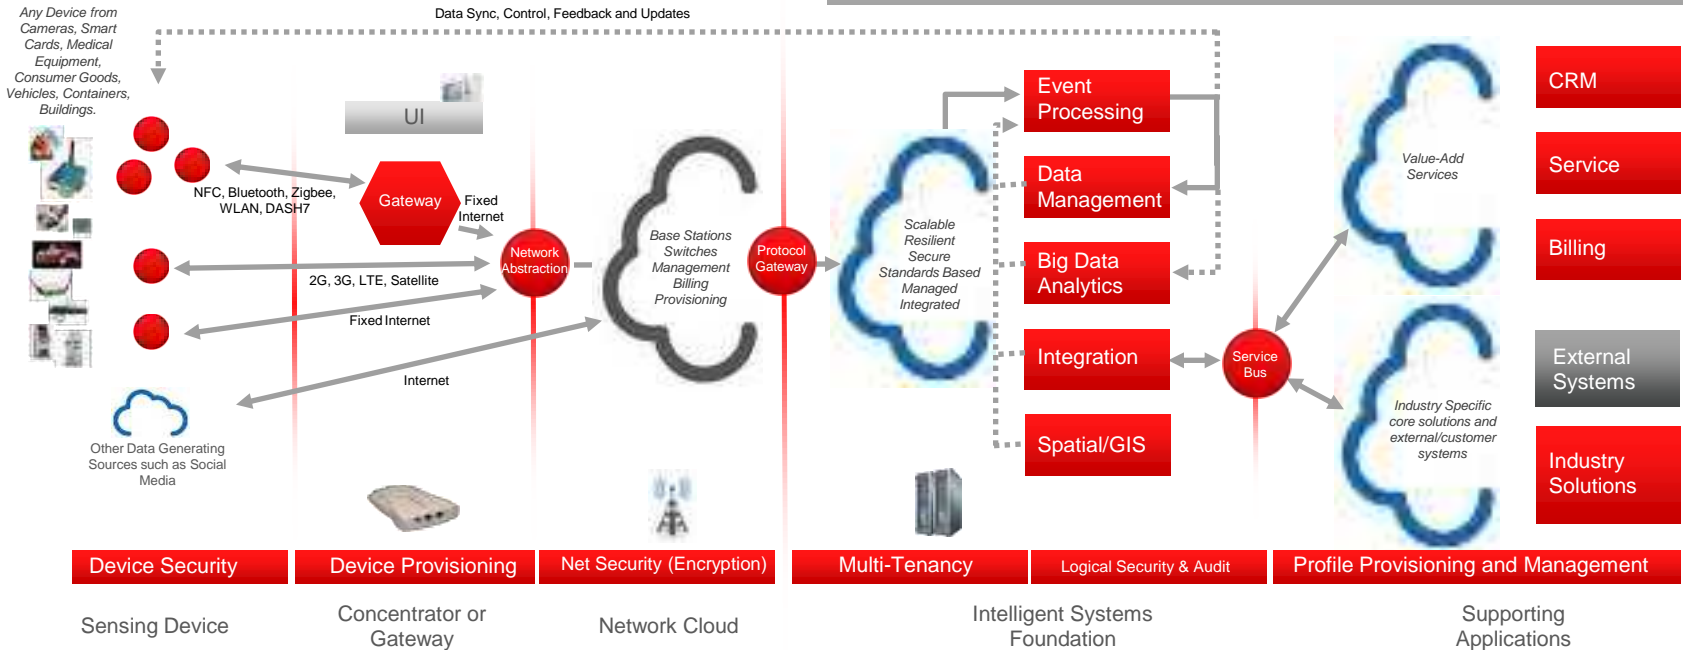 Data Sync, Control, Feedback and Updates
Any Device from
Cameras, Smart
Cards, Medical
Equipment,
Consumer Goods,
Vehicles, Containers,
Buildings.
UI
Gateway
NFC, Bluetooth, Zigbee,
WLAN, DASH7
Fixed
Internet
Network
Abstraction
2G, 3G, LTE, Satellite
Fixed Internet
Internet
Other Data Generating
Sources such as Social
Media
Base Stations
Switches
Management
Billing
Provisioning
Protocol
Gateway
Scalable
Resilient
Secure
Standards Based
Managed
Integrated
Event
Processing
Data
Management
Big Data
Analytics
Integration
Spatial/GIS
Service
Bus
Value-Add
Services
Industry Specific
core solutions and
external/customer
systems
CRM
Service
Billing
External
Systems
Industry
Solutions
Device Security
Device Provisioning
Net Security (Encryption)
Multi-Tenancy
Logical Security & Audit
Profile Provisioning and Management
Sensing Device
Concentrator or
Gateway
Network Cloud
Intelligent Systems
Foundation
Supporting
Applications